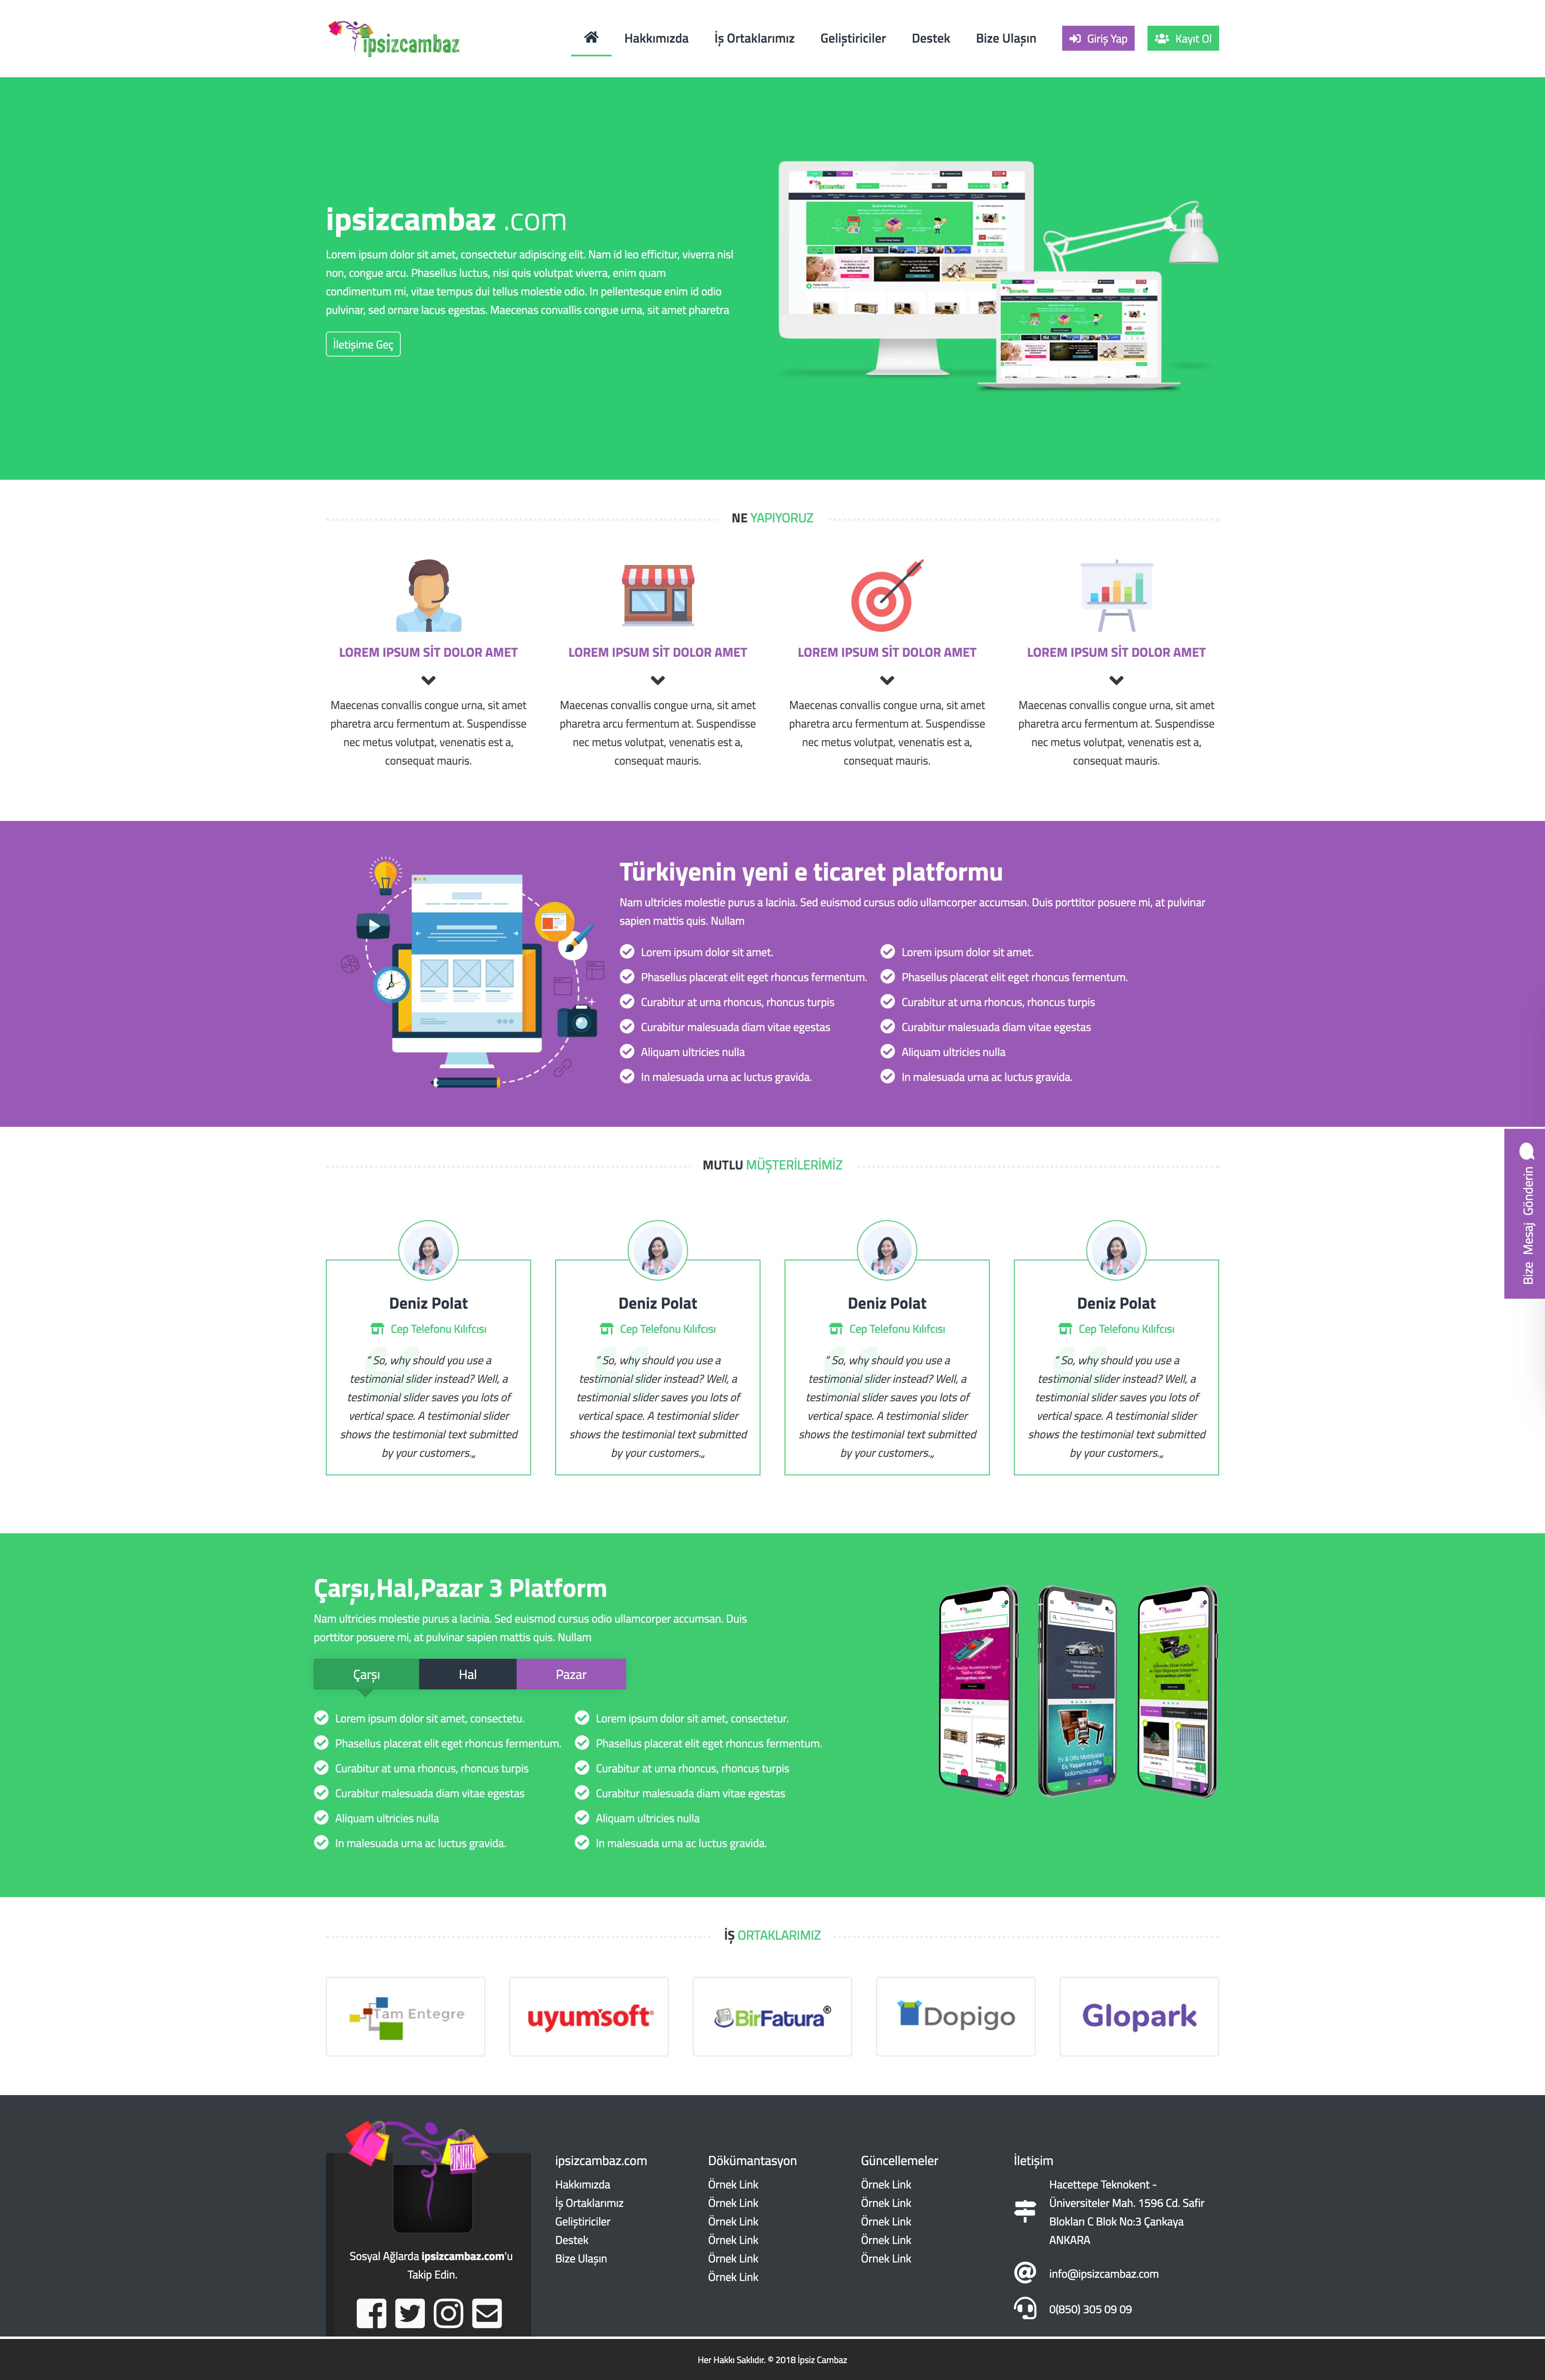 ipsizcambaz
Hakkımızda
İş Ortaklarımız
Geliştiriciler
Destek
Bize Ulaşın
Giriş Yap
Kayıt Ol
ipsizcambaz .com
Lorem ipsum dolor sit amet, consectetur adipiscing elit. Nam id leo efficitur, viverra nisl
non, congue arcu. Phasellus luctus, nisi quis volutpat viverra, enim quam
condimentum mi, vitae tempus dui tellus molestie odio. In pellentesque enim id odio
pulvinar, sed ornare lacus egestas. Maecenas convallis congue urna, sit amet pharetra
İletişime Geç
NE YAPIYORUZ
LOREM IPSUM SİT DOLOR AMET
Maecenas convallis congue urna, sit amet
pharetra arcu fermentum at. Suspendisse
nec metus volutpat, venenatis est a,
consequat mauris.
LOREM IPSUM SİT DOLOR AMET
Maecenas convallis congue urna, sit amet
pharetra arcu fermentum at. Suspendisse
nec metus volutpat, venenatis est a,
consequat mauris.
LOREM IPSUM SİT DOLOR AMET
Maecenas convallis congue urna, sit amet
pharetra arcu fermentum at. Suspendisse
nec metus volutpat, venenatis est a,
consequat mauris.
LOREM IPSUM SİT DOLOR AMET
Maecenas convallis congue urna, sit amet
pharetra arcu fermentum at. Suspendisse
nec metus volutpat, venenatis est a,
consequat mauris.
Türkiyenin yeni e ticaret platformu
Nam ultricies molestie purus a lacinia. Sed euismod cursus odio ullamcorper accumsan. Duis porttitor posuere mi, at pulvinar
sapien mattis quis. Nullam
Lorem ipsum dolor sit amet.
Phasellus placerat elit eget rhoncus fermentum.
Curabitur at urna rhoncus, rhoncus turpis
Curabitur malesuada diam vitae egestas
Aliquam ultricies nulla
In malesuada urna ac luctus gravida.
Lorem ipsum dolor sit amet.
Phasellus placerat elit eget rhoncus fermentum.
Curabitur at urna rhoncus, rhoncus turpis
Curabitur malesuada diam vitae egestas
Aliquam ultricies nulla
In malesuada urna ac luctus gravida.
Bize Mesaj Gönderin
MUTLU MÜŞTERİLERİMİZ
Deniz Polat
Cep Telefonu Kılıfcısı
“ So, why should you use a
testimonial slider instead? Well, a
testimonial slider saves you lots of
vertical space. A testimonial slider
shows the testimonial text submitted
by your customers.„
Deniz Polat
Cep Telefonu Kılıfcısı
“ So, why should you use a
testimonial slider instead? Well, a
testimonial slider saves you lots of
vertical space. A testimonial slider
shows the testimonial text submitted
by your customers.„
Deniz Polat
Cep Telefonu Kılıfcısı
“ So, why should you use a
testimonial slider instead? Well, a
testimonial slider saves you lots of
vertical space. A testimonial slider
shows the testimonial text submitted
by your customers.„
Deniz Polat
Cep Telefonu Kılıfcısı
“ So, why should you use a
testimonial slider instead? Well, a
testimonial slider saves you lots of
vertical space. A testimonial slider
shows the testimonial text submitted
by your customers.„
Çarşı,Hal,Pazar 3 Platform
Nam ultricies molestie purus a lacinia. Sed euismod cursus odio ullamcorper accumsan. Duis
porttitor posuere mi, at pulvinar sapien mattis quis. Nullam
Çarşı
Hal
Pazar
Lorem ipsum dolor sit amet, consectetu.
Phasellus placerat elit eget rhoncus fermentum.
Curabitur at urna rhoncus, rhoncus turpis
Curabitur malesuada diam vitae egestas
Aliquam ultricies nulla
In malesuada urna ac luctus gravida.
Lorem ipsum dolor sit amet, consectetur.
Phasellus placerat elit eget rhoncus fermentum.
Curabitur at urna rhoncus, rhoncus turpis
Curabitur malesuada diam vitae egestas
Aliquam ultricies nulla
In malesuada urna ac luctus gravida.
Ev & Ofis Mobilyaları
Ev, Yaşam ve Ofis
bölümümüzde!
İŞ ORTAKLARIMIZ
Tam Entegre
uyumsoft
BirFatura®
Dopigo
Glopark
Sosyal Ağlarda ipsizcambaz.com'u
Takip Edin.
ipsizcambaz.com
Hakkımızda
İş Ortaklarımız
Geliştiriciler
Destek
Bize Ulaşın
Dökümantasyon
Örnek Link
Örnek Link
Örnek Link
Örnek Link
Örnek Link
Örnek Link
Güncellemeler
Örnek Link
Örnek Link
Örnek Link
Örnek Link
Örnek Link
İletişim
Hacettepe Teknokent -
Üniversiteler Mah. 1596 Cd. Safir
Blokları C Blok No:3 Çankaya
ANKARA
info@ipsizcambaz.com
0(850) 305 09 09
Her Hakkı Saklıdır. © 2018 İpsiz Cambaz